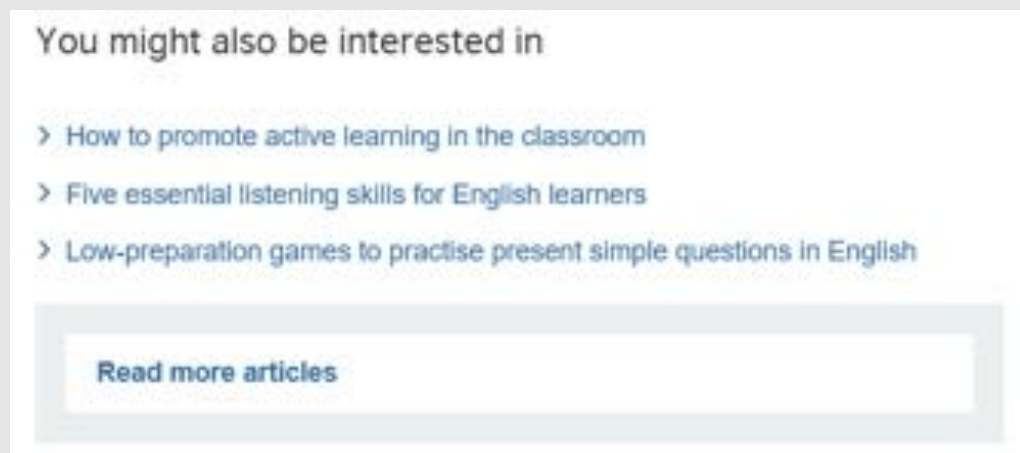 You might also be interested in
How to promote active learning in the classroom
Five essential listening skills for English learners
Low-preparation games to practise present simple questions in English
Read more articles